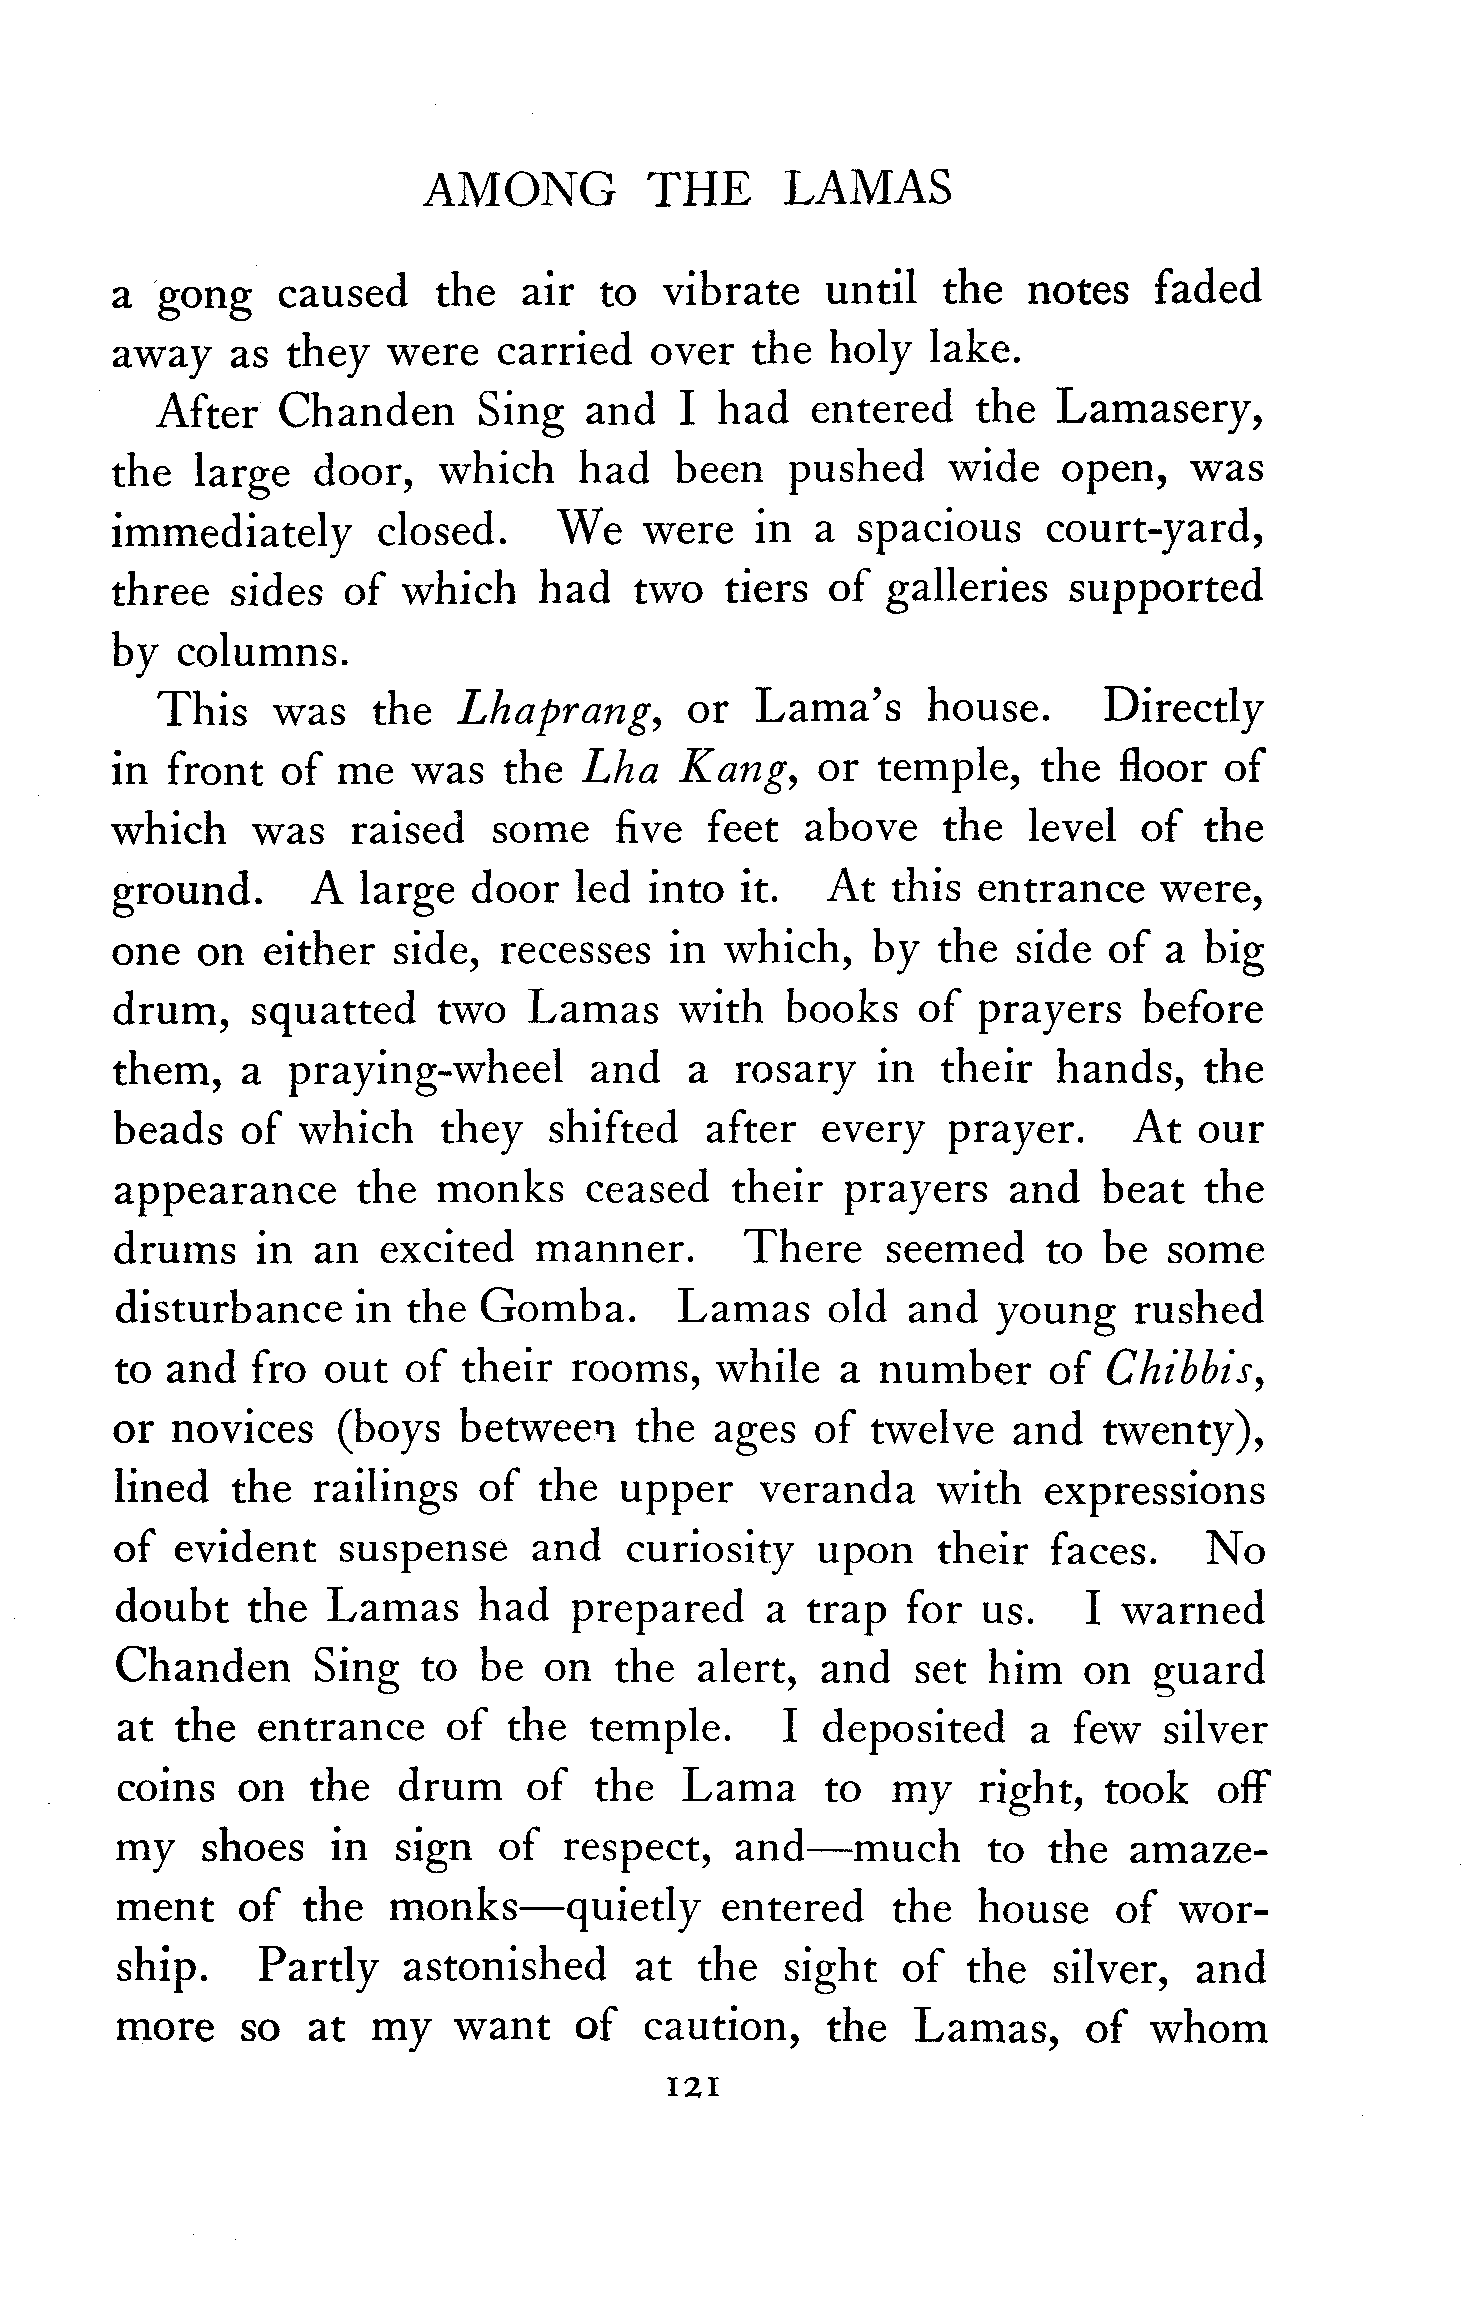 AMONG THE LAMAS
a gong caused the air to vibrate until the notes faded
away as they were carried over the holy lake.
After Chanden Sing and I had entered the Lamasery,
the large door, which had been pushed wide open, was
immediately closed. We were in a spacious court-yard,
three sides of which had two tiers of galleries supported
by columns.
This was the Lhaprang, or Lama's house. Directly
in front of me was the Lha Kang, or temple, the floor of
which was raised some five feet above the level of the
ground. A large door led into it. At this entrance were,
one on either side, recesses in which, by the side of a big
drum, squatted two Lamas with books of prayers before
them, a praying-wheel and a rosary in their hands, the
beads of which they shifted after every prayer. At our
appearance the monks ceased their prayers and beat the
drums in an excited manner. There seemed to be some
disturbance in the Gomba. Lamas old and young rushed
to and fro out of their rooms, while a number of Chibbis,
or novices (boys between the ages of twelve and twenty),
lined the railings of the upper veranda with expressions
of evident suspense and curiosity upon their faces. No
doubt the Lamas had prepared a trap for us. I warned
Chanden Sing to be on the alert, and set him on guard
at the entrance of the temple. I deposited a few silver
coins on the drum of the Lama to my right, took off
my shoes in sign of respect, and—much to the amaze-
ment of the monks—quietly entered the house of wor-
ship. Partly astonished at the sight of the silver, and
more so at my want of caution, the Lamas, of whom
121